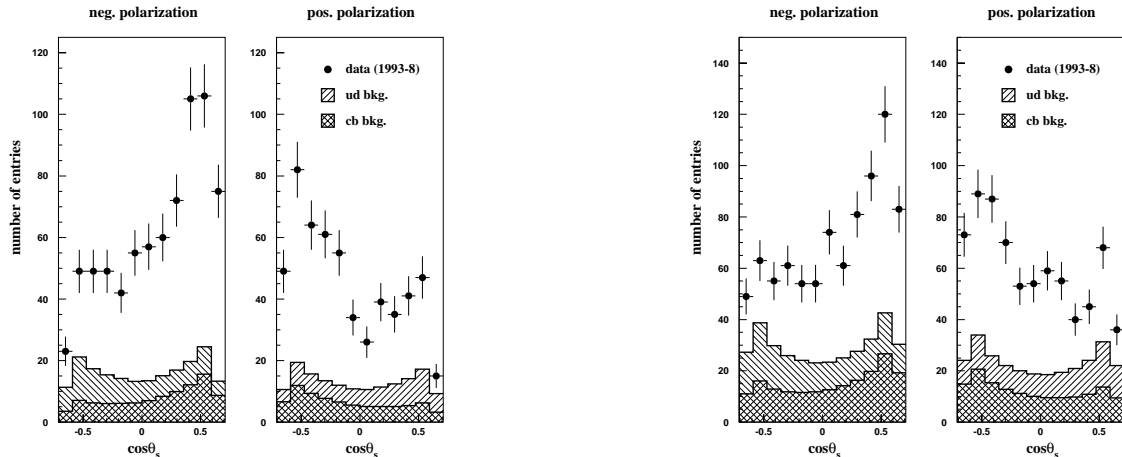 neg. polarization
pos. polarization
number of entries
0
20
40
60
80
100
120
-0.5
0
0.5
cosθs
0
20
40
60
80
100
120
data (1993-8)
ud bkg.
cb bkg.
-0.5
0
0.5
cosθs
neg. polarization
pos. polarization
number of entries
0
20
40
60
80
100
120
140
-0.5
0
0.5
cosθs
0
20
40
60
80
100
120
140
data (1993-8)
ud bkg.
cb bkg.
-0.5
0
0.5
cosθs